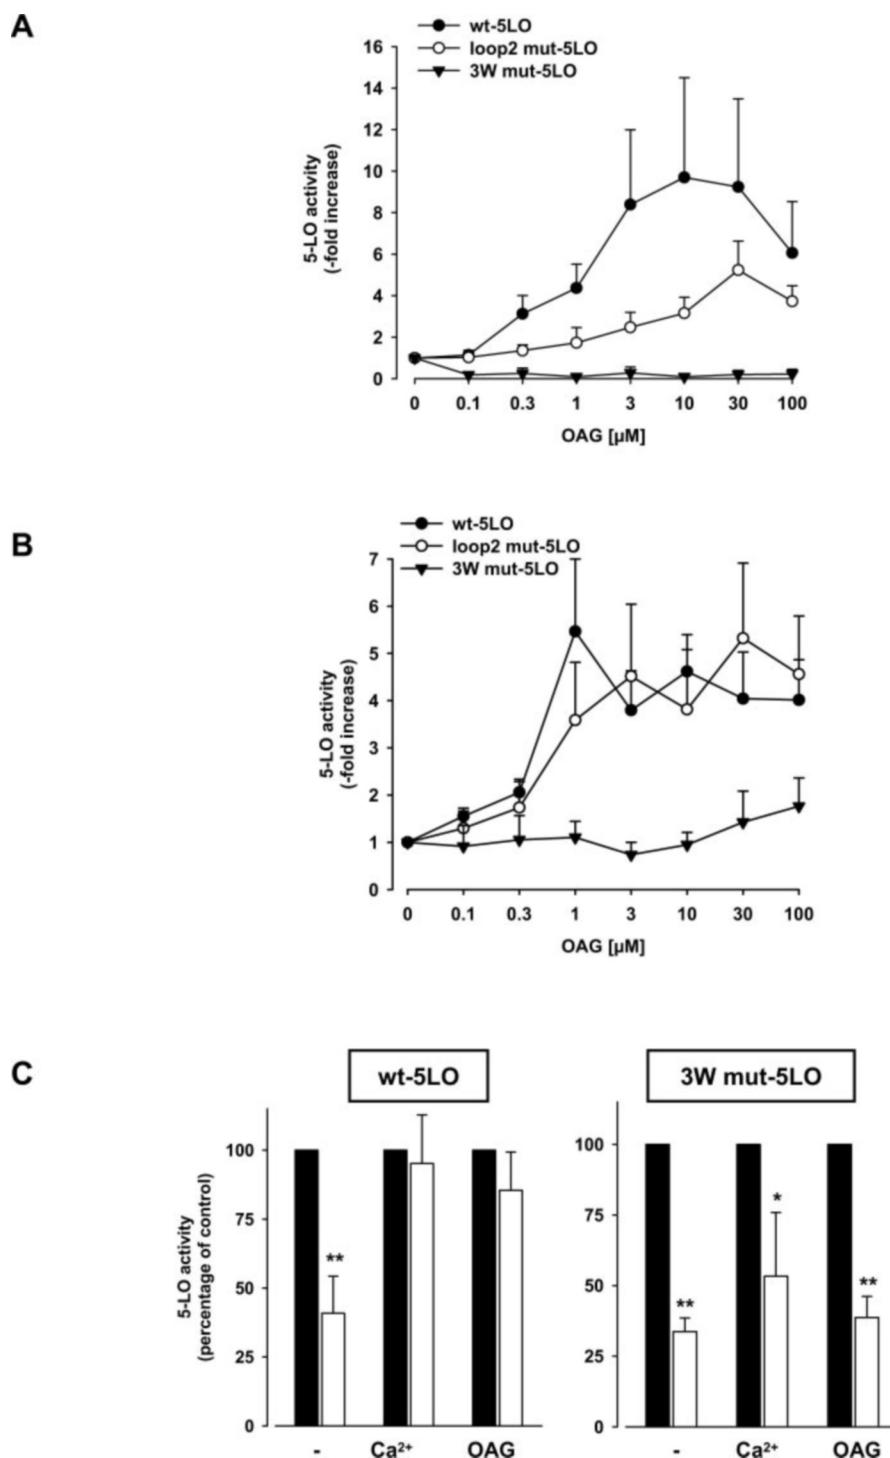 A
wt-5LO
loop2 mut-5LO
3W mut-5LO
16
14
12
10
8
6
4
2
0
5-LO activity
(-fold increase)
0 0.1 0.3 1 3 10 30 100
OAG [µM]
B
wt-5LO
loop2 mut-5LO
3W mut-5LO
7
6
5
4
3
2
1
0
5-LO activity
(-fold increase)
0 0.1 0.3 1 3 10 30 100
OAG [µM]
C
wt-5LO
100
75
50
25
0
5-LO activity
(percentage of control)
**
- Ca²⁺ OAG
3W mut-5LO
100
75
50
25
0
**
*
**
- Ca²⁺ OAG